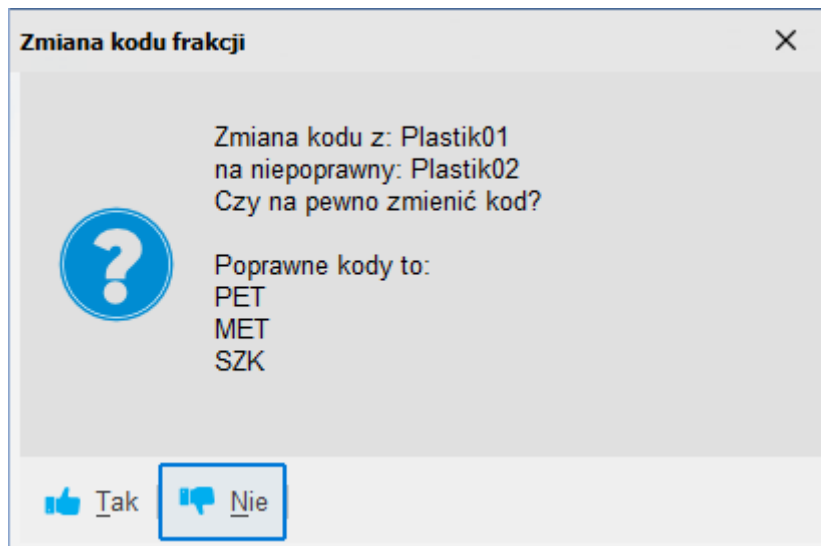 Zmiana kodu frakcji
Zmiana kodu z: Plastik01
na niepoprawny: Plastik02
Czy na pewno zmienić kod?
Poprawne kody to:
PET
MET
SZK
Tak
Nie